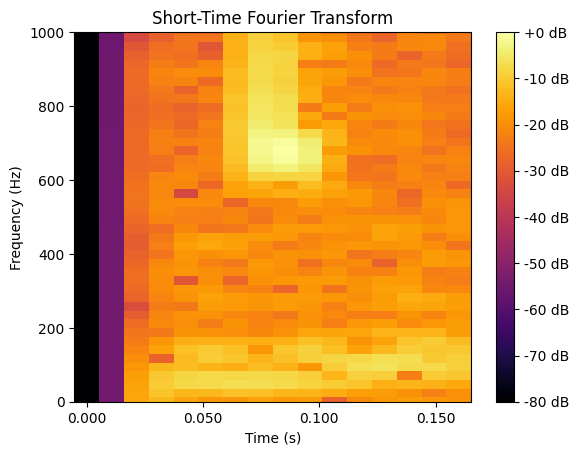 Short-Time Fourier Transform
1000
800
600
400
200
0
Frequency (Hz)
0.000
0.050
0.100
0.150
Time (s)
+0 dB
-10 dB
-20 dB
-30 dB
+40 dB
-50 dB
-60 dB
-70 dB
-80 dB